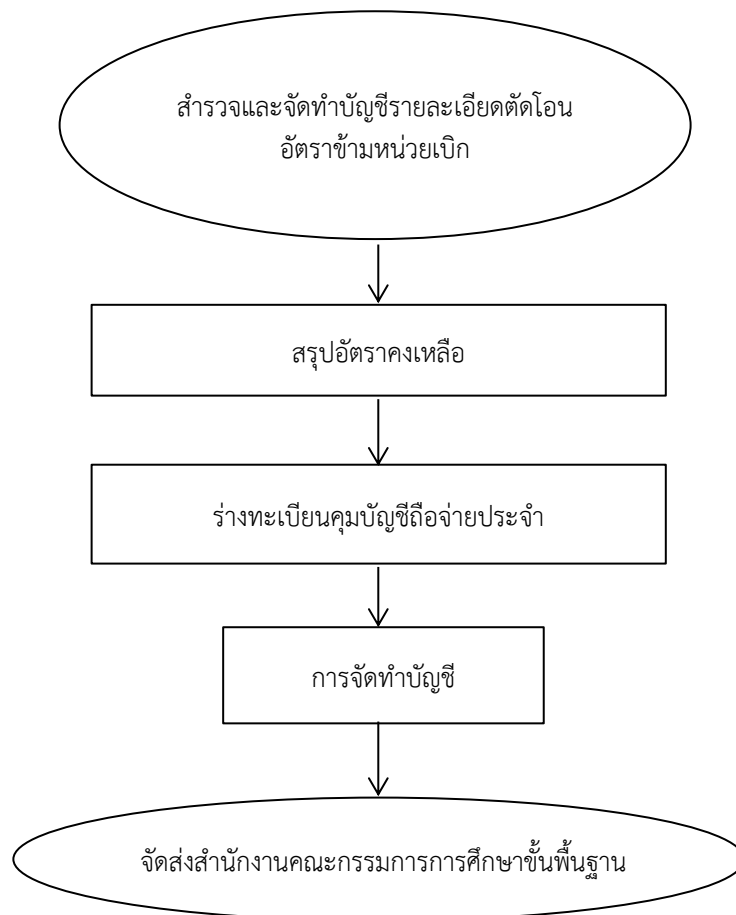 สำรวจและจัดทำบัญชีรายละเอียดตัดโอน
อัตราข้ามหน่วยเบิก
สรุปอัตราคงเหลือ
ร่างทะเบียนคุมบัญชีถือจ่ายประจำ
การจัดทำบัญชี
จัดส่งสำนักงานคณะกรรมการการศึกษาขั้นพื้นฐาน